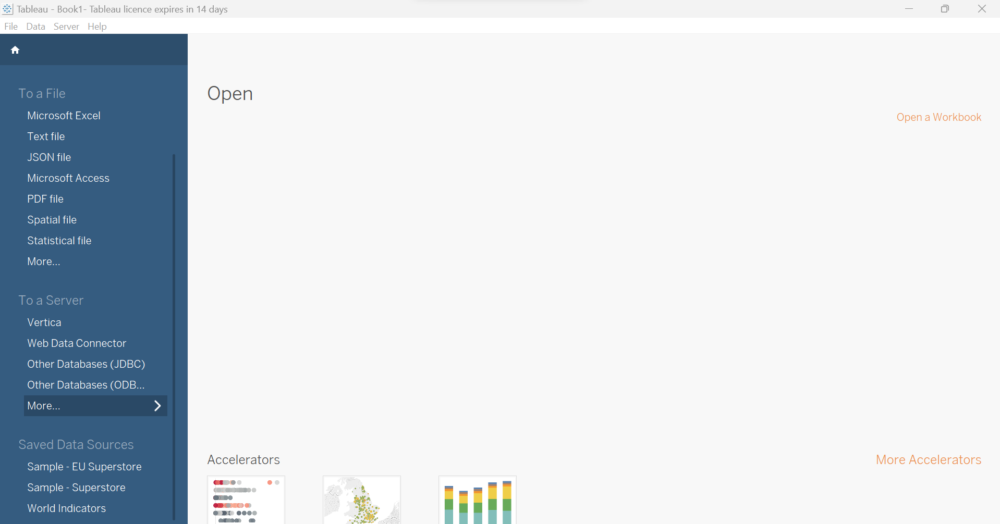 Tableau - Book1- Tableau licence expires in 14 days
File Data Server Help
To a File
Microsoft Excel
Text file
JSON file
Microsoft Access
PDF file
Spatial file
Statistical file
More...
To a Server
Vertica
Web Data Connector
Other Databases (JDBC)
Other Databases (ODB...
More...
Saved Data Sources
Sample - EU Superstore
Sample - Superstore
World Indicators
Open
Open a Workbook
Accelerators
More Accelerators